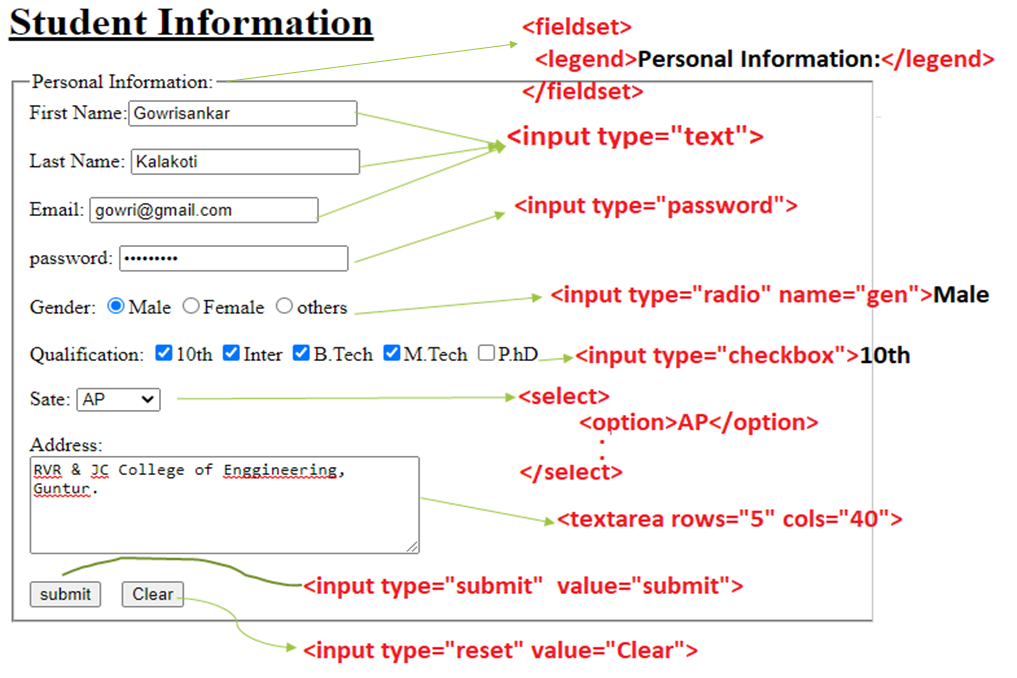 Student Information
<fieldset>
<legend>Personal Information:</legend>
</fieldset>
Personal Information:
First Name: Gowrisankar
<input type="text">
Last Name: Kalakoti
Email: gowri@gmail.com
<input type="password">
password: •••••••••
Gender: Male Female others
<input type="radio" name="gen">Male
Qualification: 10th Inter B.Tech M.Tech P.hD
<input type="checkbox">10th
Sate: AP
<select>
<option>AP</option>
:
</select>
Address:
RVR & JC College of Enggineering,
Guntur.
<textarea rows="5" cols="40">
submit Clear
<input type="submit" value="submit">
<input type="reset" value="Clear">